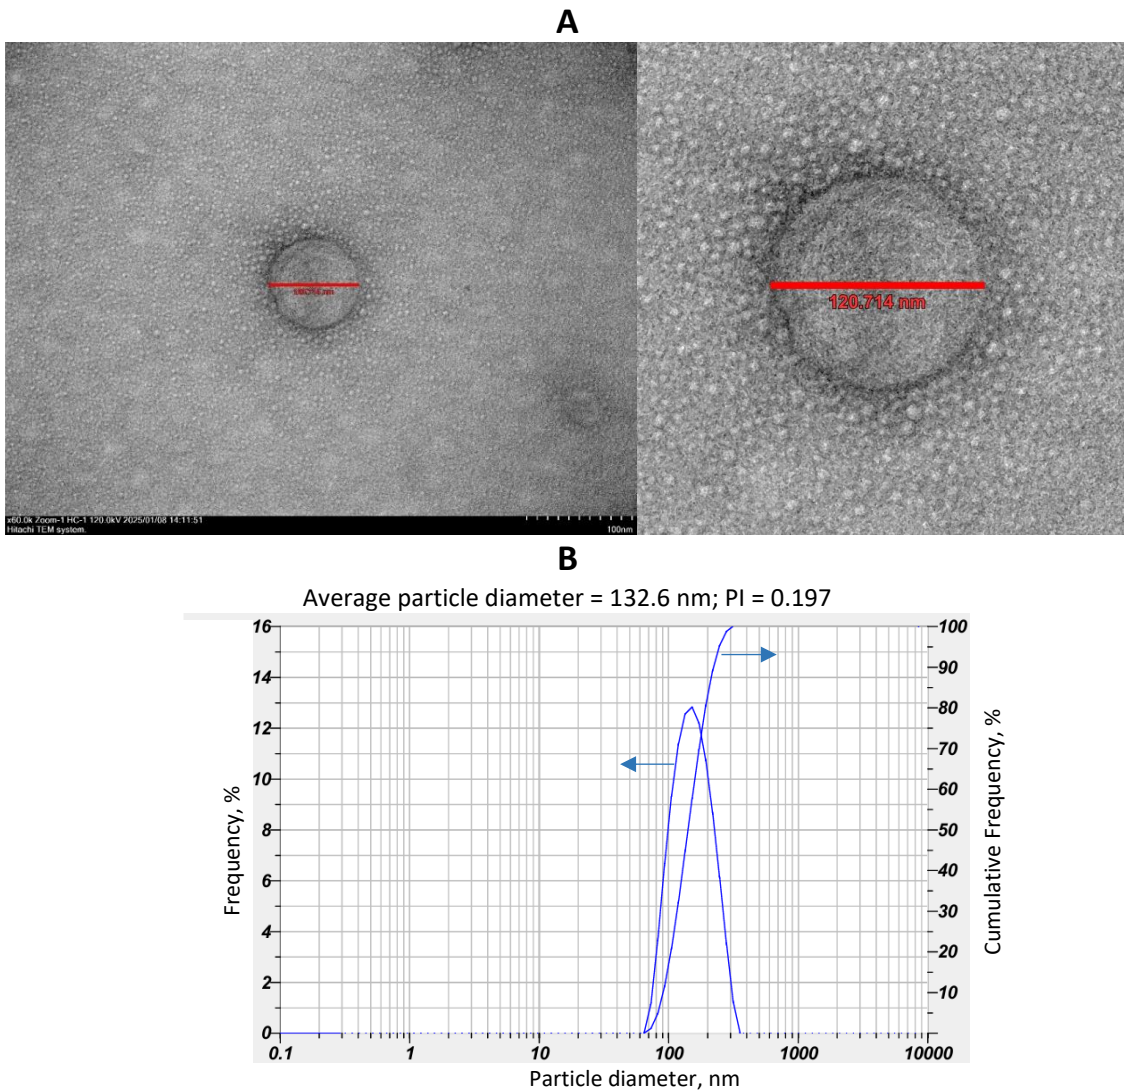 A
120.714 nm
x60.0k Zoom-1 HC-1 120.0kV 2025/01/08 14:11:51
Hitachi TEM system.
100nm
B
Average particle diameter = 132.6 nm; PI = 0.197
Frequency, %
16
14
12
10
8
6
4
2
0
100
90
80
70
60
50
40
30
20
10
Cumulative Frequency, %
0.1
1
10
100
1000
10000
Particle diameter, nm